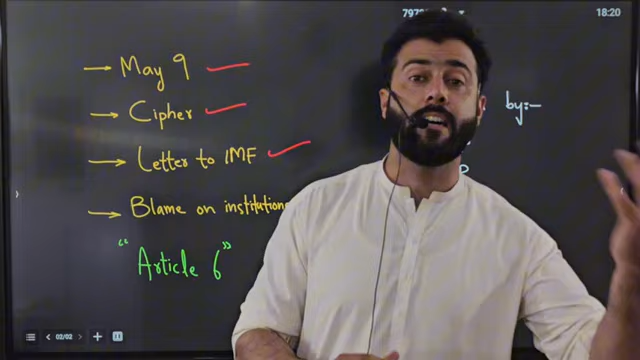 18:20
→ May 9
→ Cipher
→ Letter to IMF
→ Blame on institutions
by:-
"Article 6"
02/02